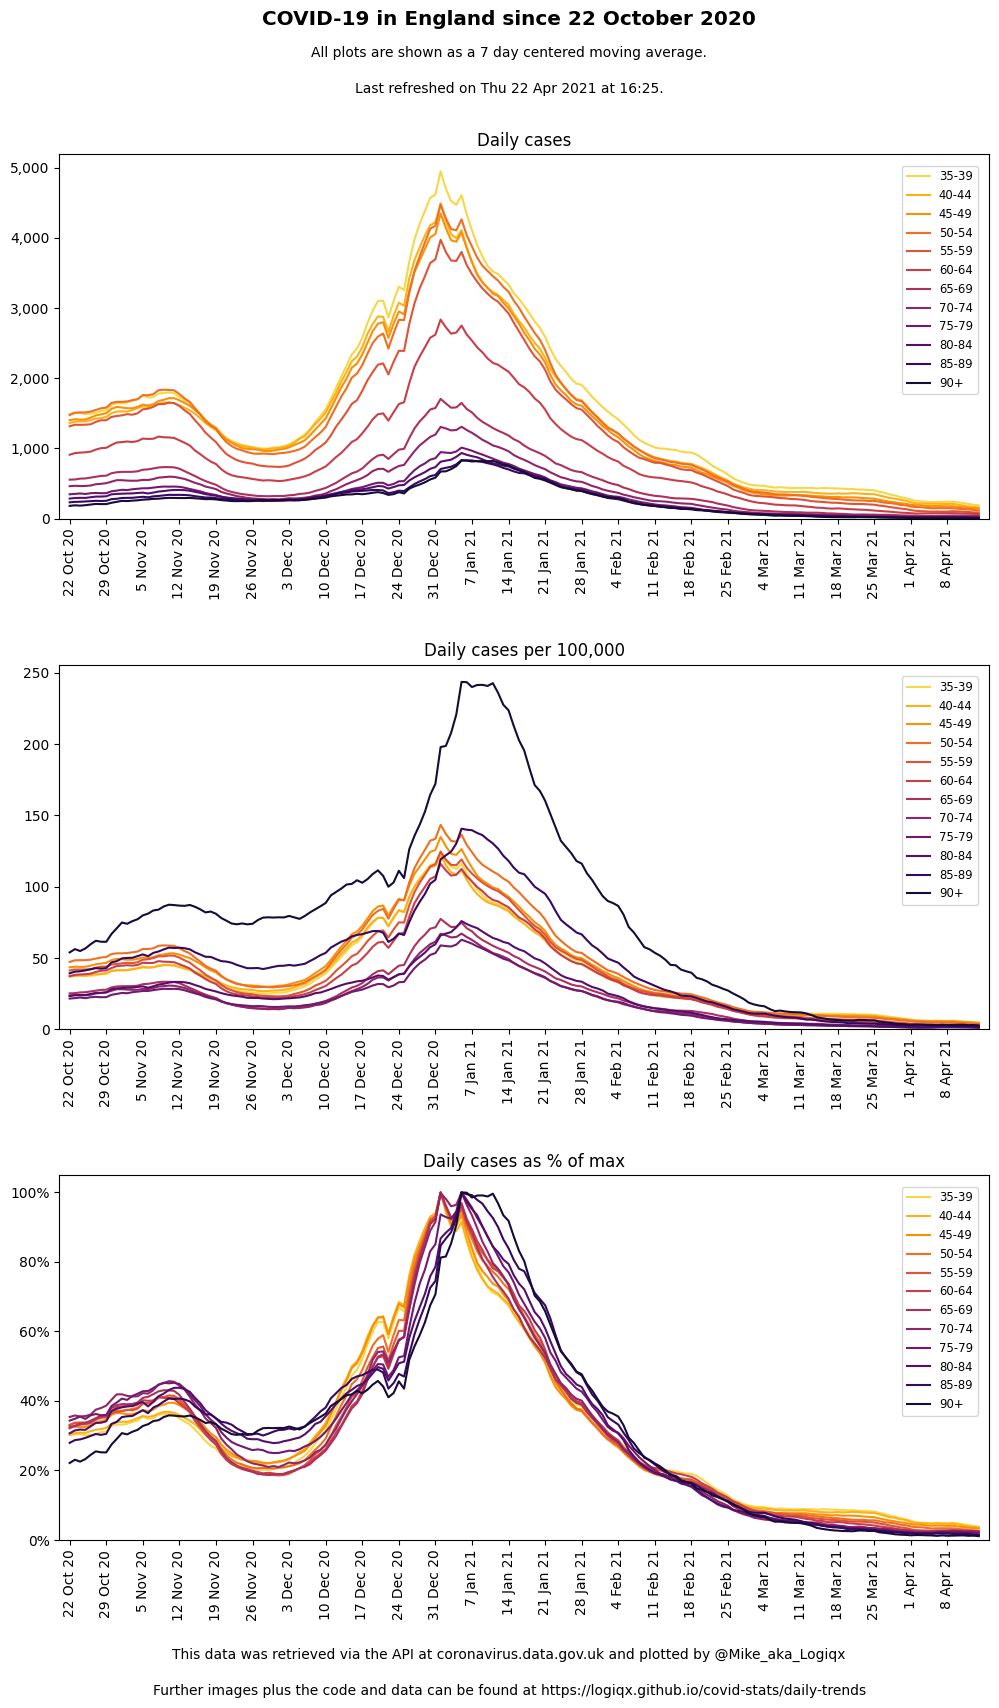 COVID-19 in England since 22 October 2020
All plots are shown as a 7 day centered moving average.
Last refreshed on Thu 22 Apr 2021 at 16:25.
Daily cases
5,000
4,000
3,000
2,000
1,000
0
35-39
40-44
45-49
50-54
55-59
60-64
65-69
70-74
75-79
80-84
85-89
90+
22 Oct 20
29 Oct 20
5 Nov 20
12 Nov 20
19 Nov 20
26 Nov 20
3 Dec 20
10 Dec 20
17 Dec 20
24 Dec 20
31 Dec 20
7 Jan 21
14 Jan 21
21 Jan 21
28 Jan 21
4 Feb 21
11 Feb 21
18 Feb 21
25 Feb 21
4 Mar 21
11 Mar 21
18 Mar 21
25 Mar 21
1 Apr 21
8 Apr 21
Daily cases per 100,000
250
200
150
100
50
0
35-39
40-44
45-49
50-54
55-59
60-64
65-69
70-74
75-79
80-84
85-89
90+
22 Oct 20
29 Oct 20
5 Nov 20
12 Nov 20
19 Nov 20
26 Nov 20
3 Dec 20
10 Dec 20
17 Dec 20
24 Dec 20
31 Dec 20
7 Jan 21
14 Jan 21
21 Jan 21
28 Jan 21
4 Feb 21
11 Feb 21
18 Feb 21
25 Feb 21
4 Mar 21
11 Mar 21
18 Mar 21
25 Mar 21
1 Apr 21
8 Apr 21
Daily cases as % of max
100%
80%
60%
40%
20%
0%
35-39
40-44
45-49
50-54
55-59
60-64
65-69
70-74
75-79
80-84
85-89
90+
22 Oct 20
29 Oct 20
5 Nov 20
12 Nov 20
19 Nov 20
26 Nov 20
3 Dec 20
10 Dec 20
17 Dec 20
24 Dec 20
31 Dec 20
7 Jan 21
14 Jan 21
21 Jan 21
28 Jan 21
4 Feb 21
11 Feb 21
18 Feb 21
25 Feb 21
4 Mar 21
11 Mar 21
18 Mar 21
25 Mar 21
1 Apr 21
8 Apr 21
This data was retrieved via the API at coronavirus.data.gov.uk and plotted by @Mike_aka_Logiqx
Further images plus the code and data can be found at https://logiqx.github.io/covid-stats/daily-trends